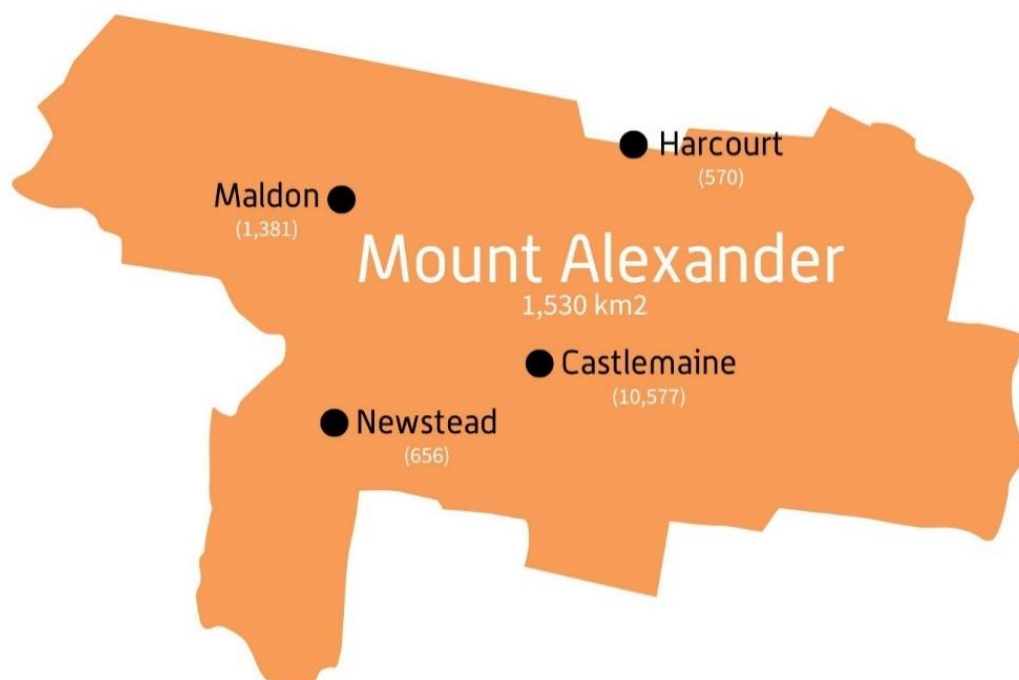 Harcourt
(570)
Maldon
(1,381)
Mount Alexander
1,530 km2
Castlemaine
(10,577)
Newstead
(656)